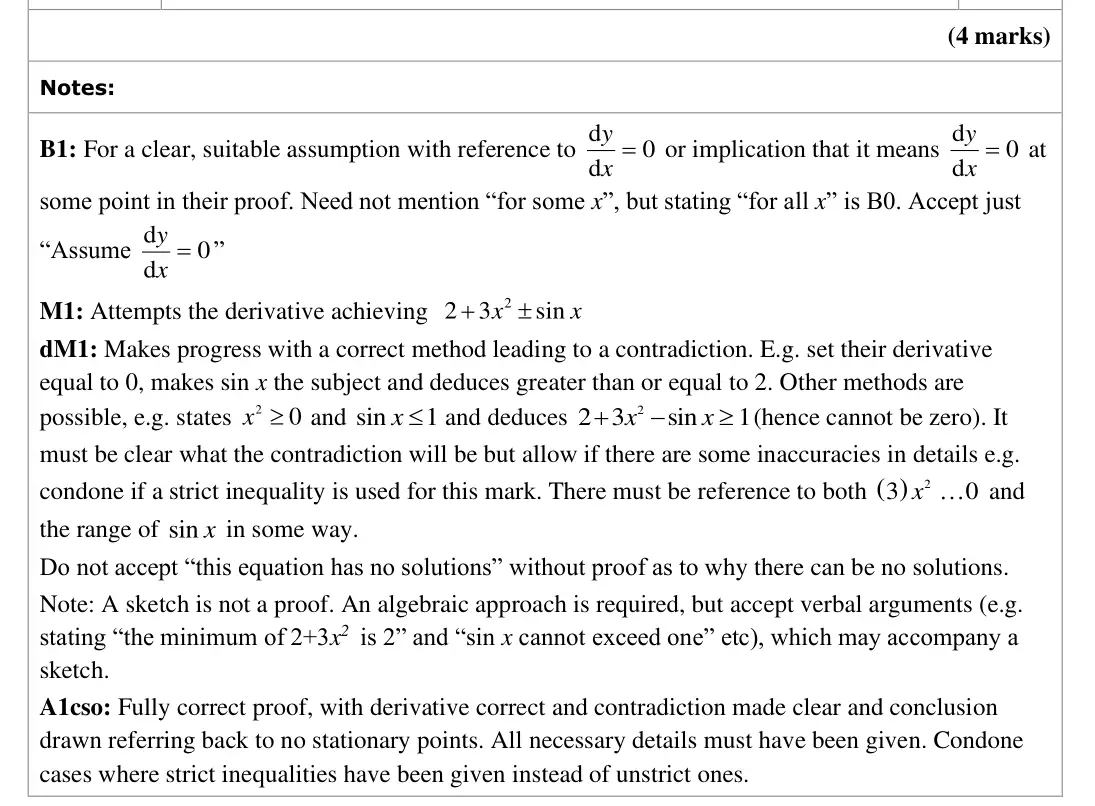 (4 marks)
Notes:
B1: For a clear, suitable assumption with reference to dy/dx = 0 or implication that it means dy/dx = 0 at
some point in their proof. Need not mention “for some x”, but stating “for all x” is B0. Accept just
“Assume dy/dx = 0”
M1: Attempts the derivative achieving 2 + 3x² ± sin x
dM1: Makes progress with a correct method leading to a contradiction. E.g. set their derivative
equal to 0, makes sin x the subject and deduces greater than or equal to 2. Other methods are
possible, e.g. states x² ≥ 0 and sin x ≤ 1 and deduces 2 + 3x² − sin x ≥ 1 (hence cannot be zero). It
must be clear what the contradiction will be but allow if there are some inaccuracies in details e.g.
condone if a strict inequality is used for this mark. There must be reference to both (3)x² …0 and
the range of sin x in some way.
Do not accept “this equation has no solutions” without proof as to why there can be no solutions.
Note: A sketch is not a proof. An algebraic approach is required, but accept verbal arguments (e.g.
stating “the minimum of 2+3x² is 2” and “sin x cannot exceed one” etc), which may accompany a
sketch.
A1cso: Fully correct proof, with derivative correct and contradiction made clear and conclusion
drawn referring back to no stationary points. All necessary details must have been given. Condone
cases where strict inequalities have been given instead of unstrict ones.